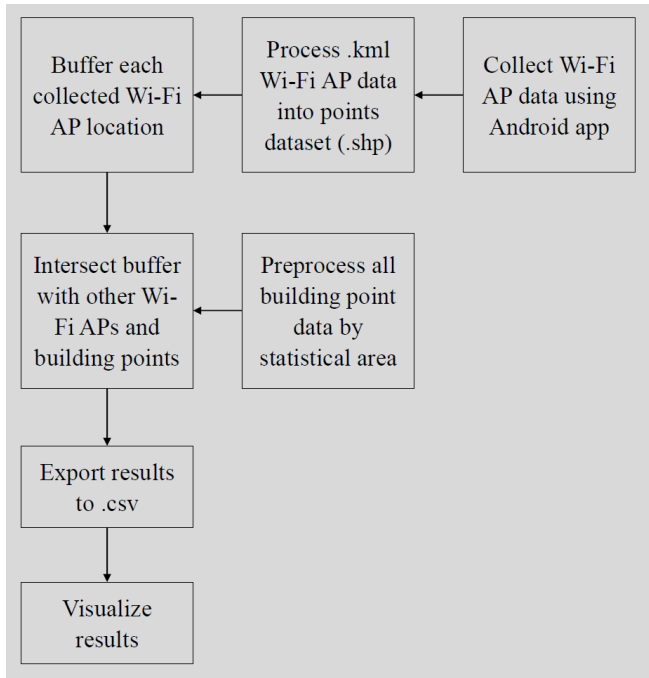 Buffer each
collected Wi-Fi
AP location
Process .kml
Wi-Fi AP data
into points
dataset (.shp)
Collect Wi-Fi
AP data using
Android app
Intersect buffer
with other Wi-
Fi APs and
building points
Preprocess all
building point
data by
statistical area
Export results
to .csv
Visualize
results